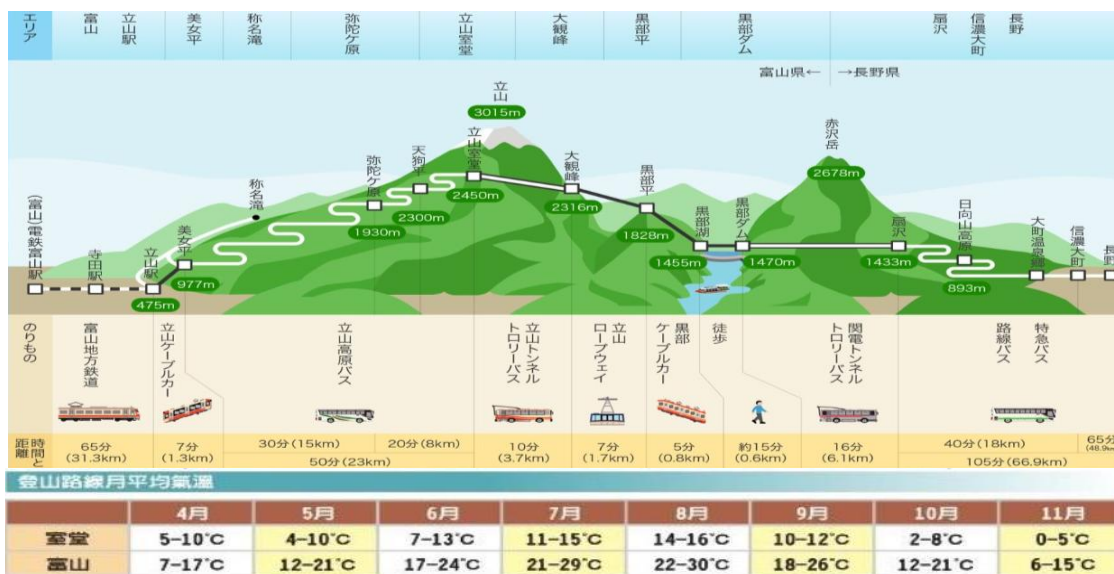 エリア
富山
立山駅
美女平
称名滝
弥陀ケ原
立山室堂
大観峰
黒部平
黒部ダム
扇沢
信濃大町
長野
富山県←
→長野県
立山
3015m
赤沢岳
2678m
(富山)電鉄富山駅
寺田駅
立山駅
475m
美女平
977m
称名滝
弥陀ケ原
1930m
天狗平
2300m
立山室堂
2450m
大観峰
2316m
黒部平
1828m
黒部湖
1455m
黒部ダム
1470m
扇沢
1433m
日向山高原
893m
大町温泉郷
信濃大町
長野
のりもの
富山地方鉄道
立山ケーブルカー
立山高原バス
立山トンネル
トロリーバス
立山
ロープウェイ
黒部
ケーブルカー
徒歩
関電トンネル
トロリーバス
特急バス
路線バス
時間と
距離
65分
(31.3km)
7分
(1.3km)
30分(15km)
20分(8km)
50分(23km)
10分
(3.7km)
7分
(1.7km)
5分
(0.8km)
約15分
(0.6km)
16分
(6.1km)
40分(18km)
65分
(48.9km
105分(66.9km)
登山路線月平均氣溫
4月 5月 6月 7月 8月 9月 10月 11月
室堂 5-10°C 4-10°C 7-13°C 11-15°C 14-16°C 10-12°C 2-8°C 0-5°C
富山 7-17°C 12-21°C 17-24°C 21-29°C 22-30°C 18-26°C 12-21°C 6-15°C